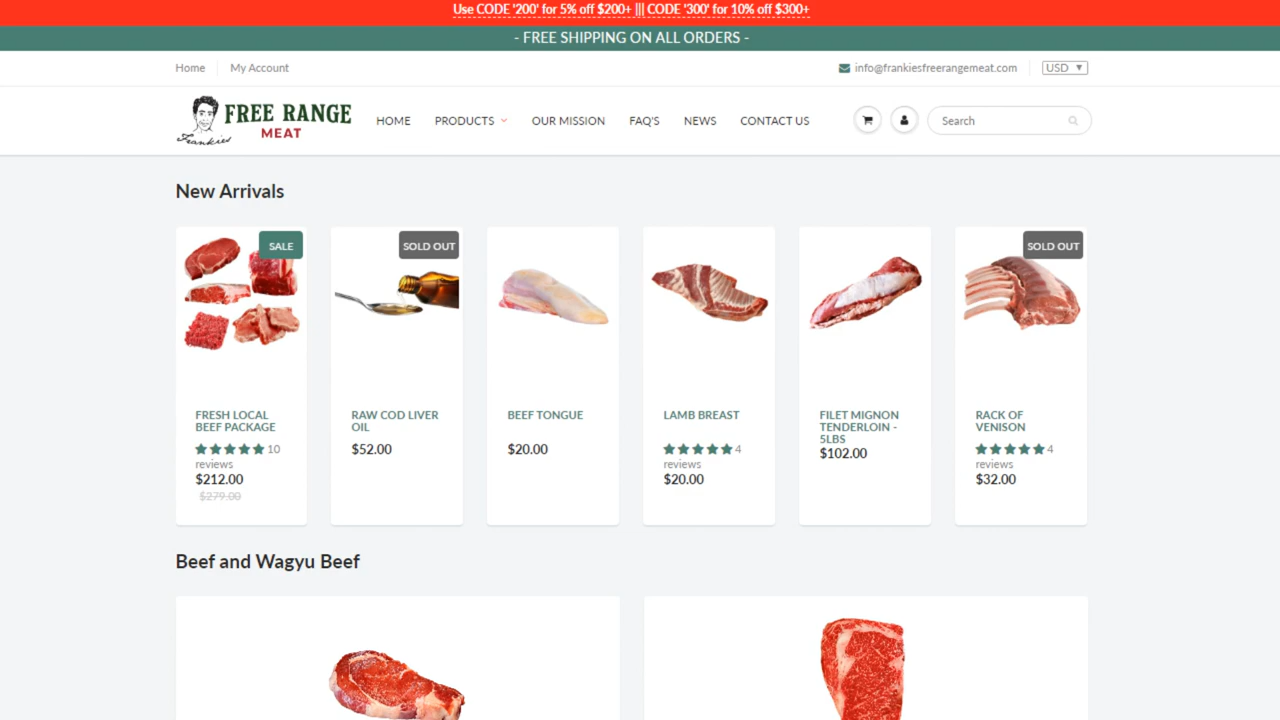 Use CODE '200' for 5% off $200+ ||| CODE '300' for 10% off $300+
- FREE SHIPPING ON ALL ORDERS -
Home
My Account
info@frankiesfreerangemeat.com
USD ▼
Frankies
FREE RANGE
MEAT
HOME
PRODUCTS
OUR MISSION
FAQ'S
NEWS
CONTACT US
Search
New Arrivals
SALE
FRESH LOCAL
BEEF PACKAGE
10
reviews
$212.00
$279.00
SOLD OUT
RAW COD LIVER
OIL
$52.00
BEEF TONGUE
$20.00
LAMB BREAST
4
reviews
$20.00
FILET MIGNON
TENDERLOIN -
5LBS
$102.00
SOLD OUT
RACK OF
VENISON
4
reviews
$32.00
Beef and Wagyu Beef